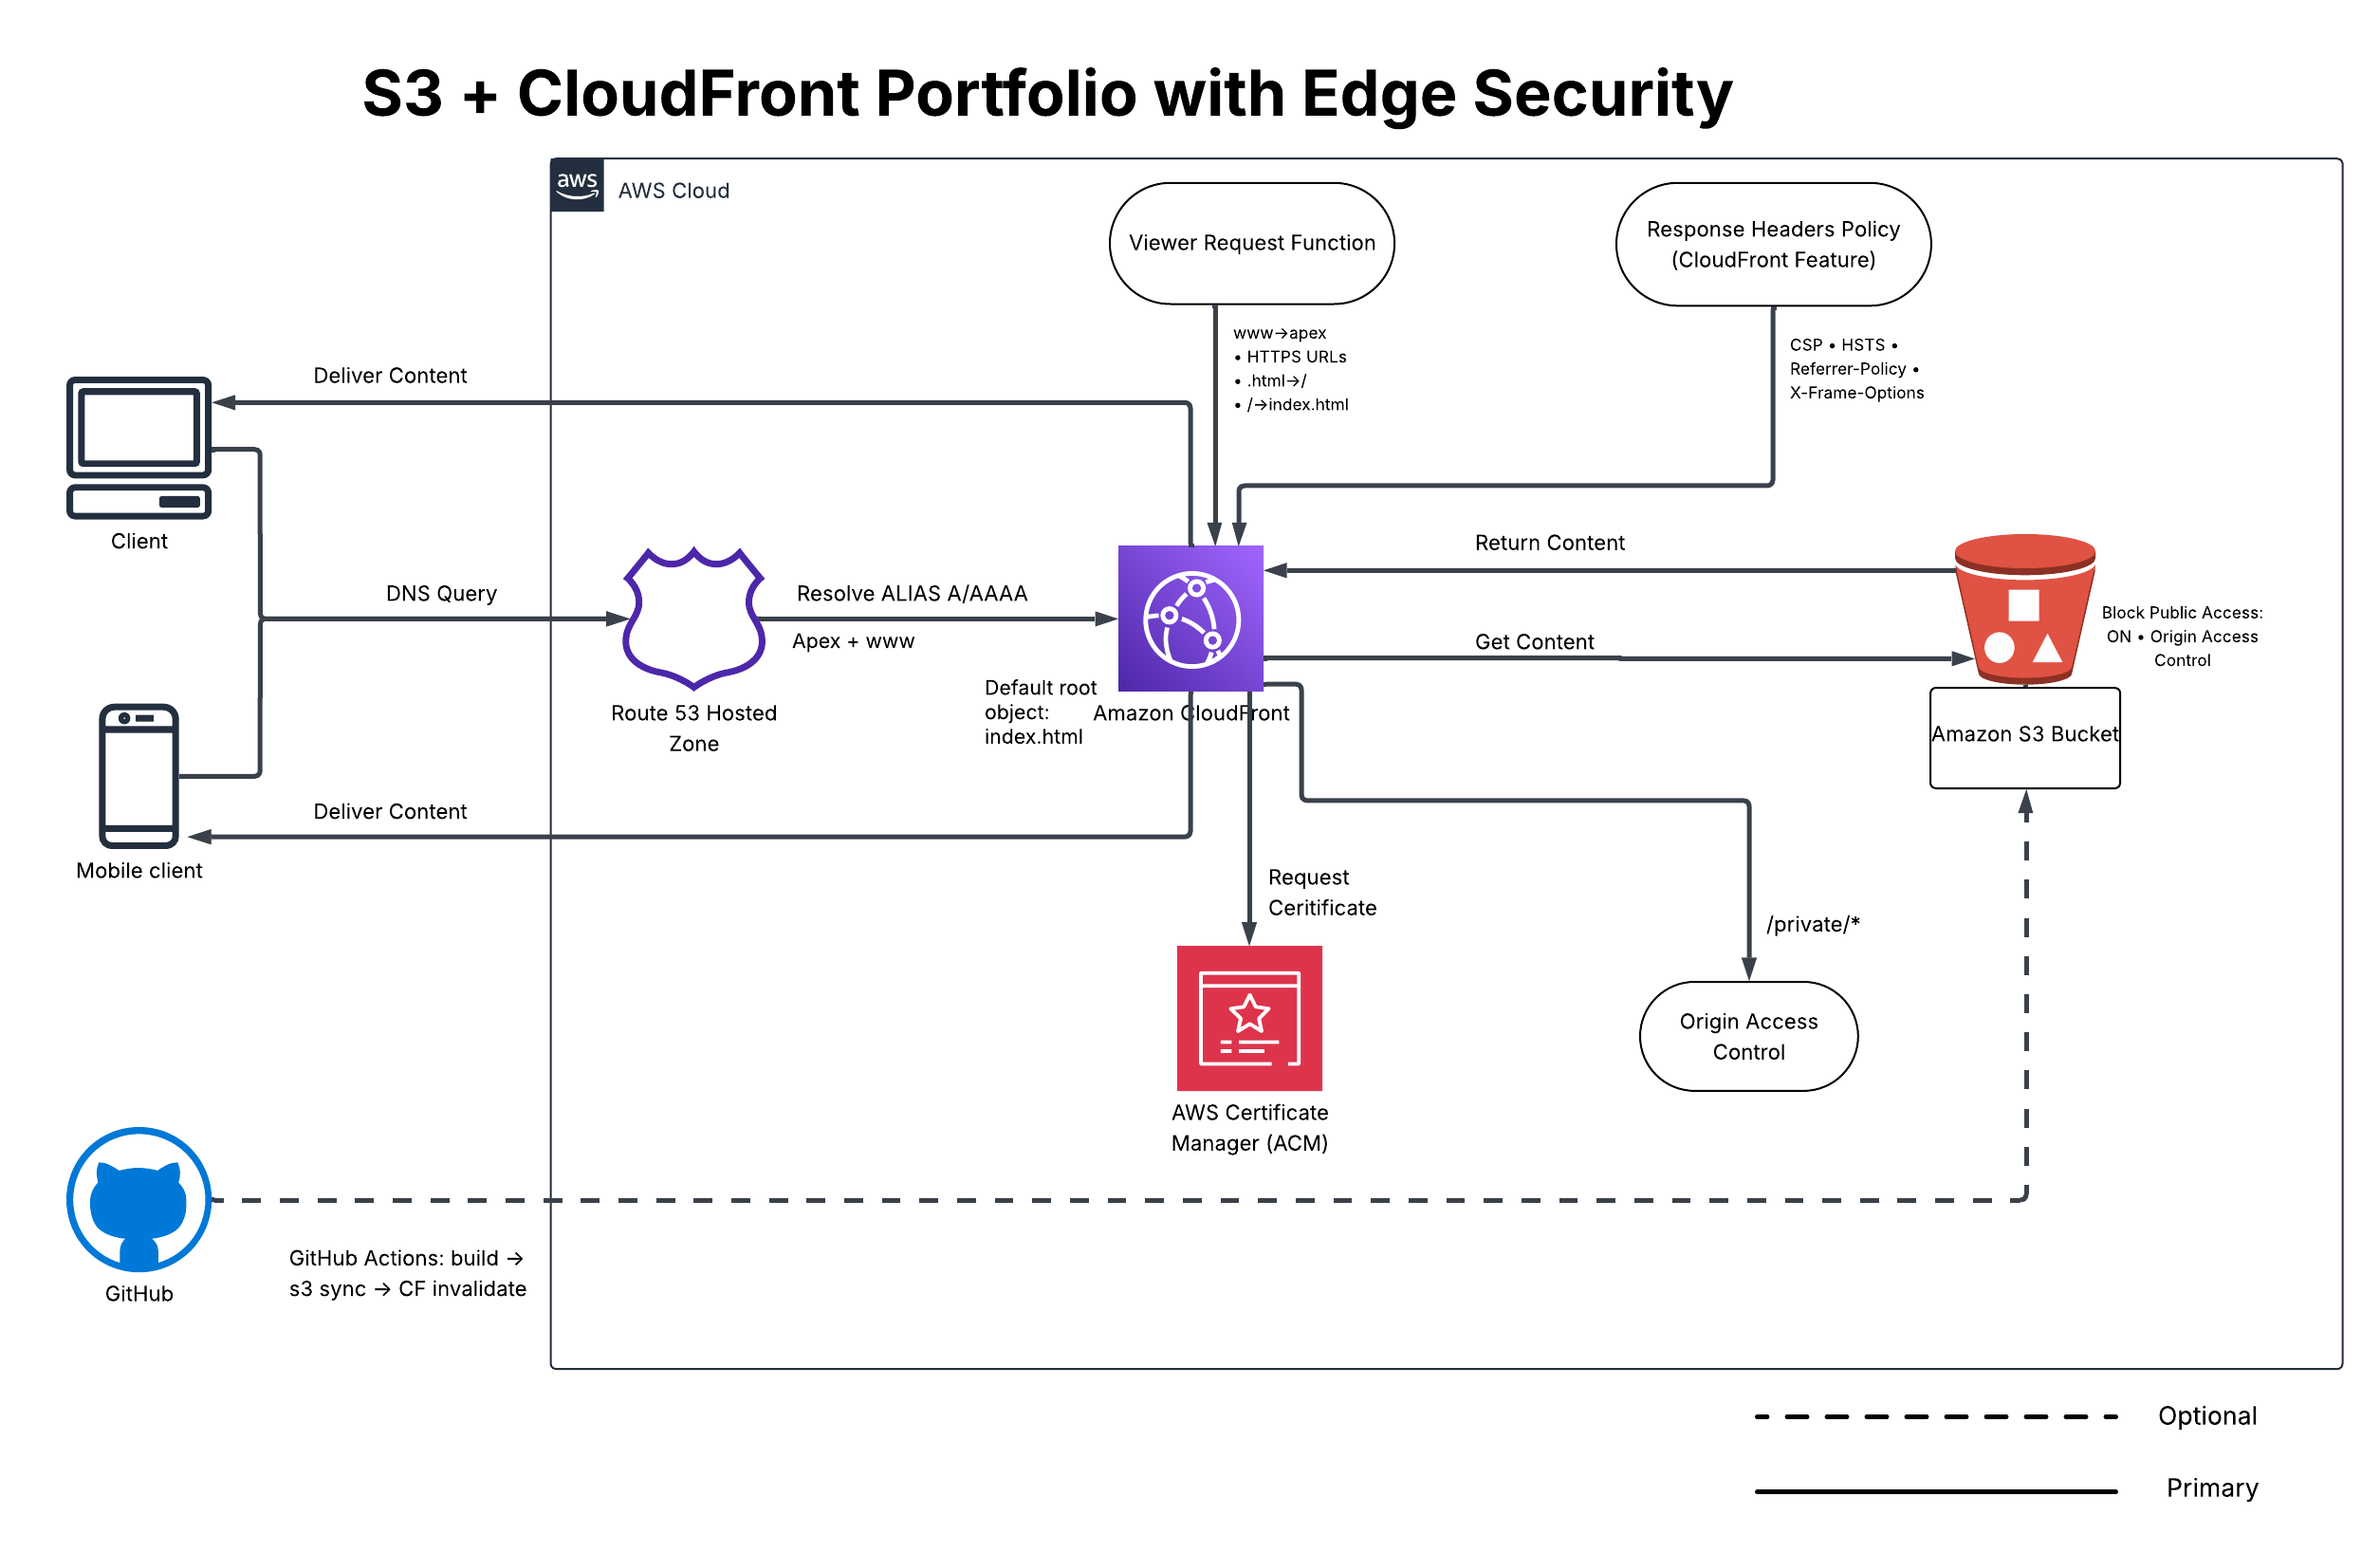 S3 + CloudFront Portfolio with Edge Security
aws
AWS Cloud
Viewer Request Function
Response Headers Policy
(CloudFront Feature)
www→apex
• HTTPS URLs
• .html→/
• /→index.html
CSP • HSTS •
Referrer-Policy •
X-Frame-Options
Deliver Content
Client
DNS Query
Resolve ALIAS A/AAAA
Apex + www
Return Content
Get Content
Block Public Access:
ON • Origin Access
Control
Route 53 Hosted
Zone
Default root
object:
index.html
Amazon CloudFront
Amazon S3 Bucket
Deliver Content
Mobile client
Request
Ceritificate
/private/*
Origin Access
Control
AWS Certificate
Manager (ACM)
GitHub
GitHub Actions: build →
s3 sync → CF invalidate
Optional
Primary